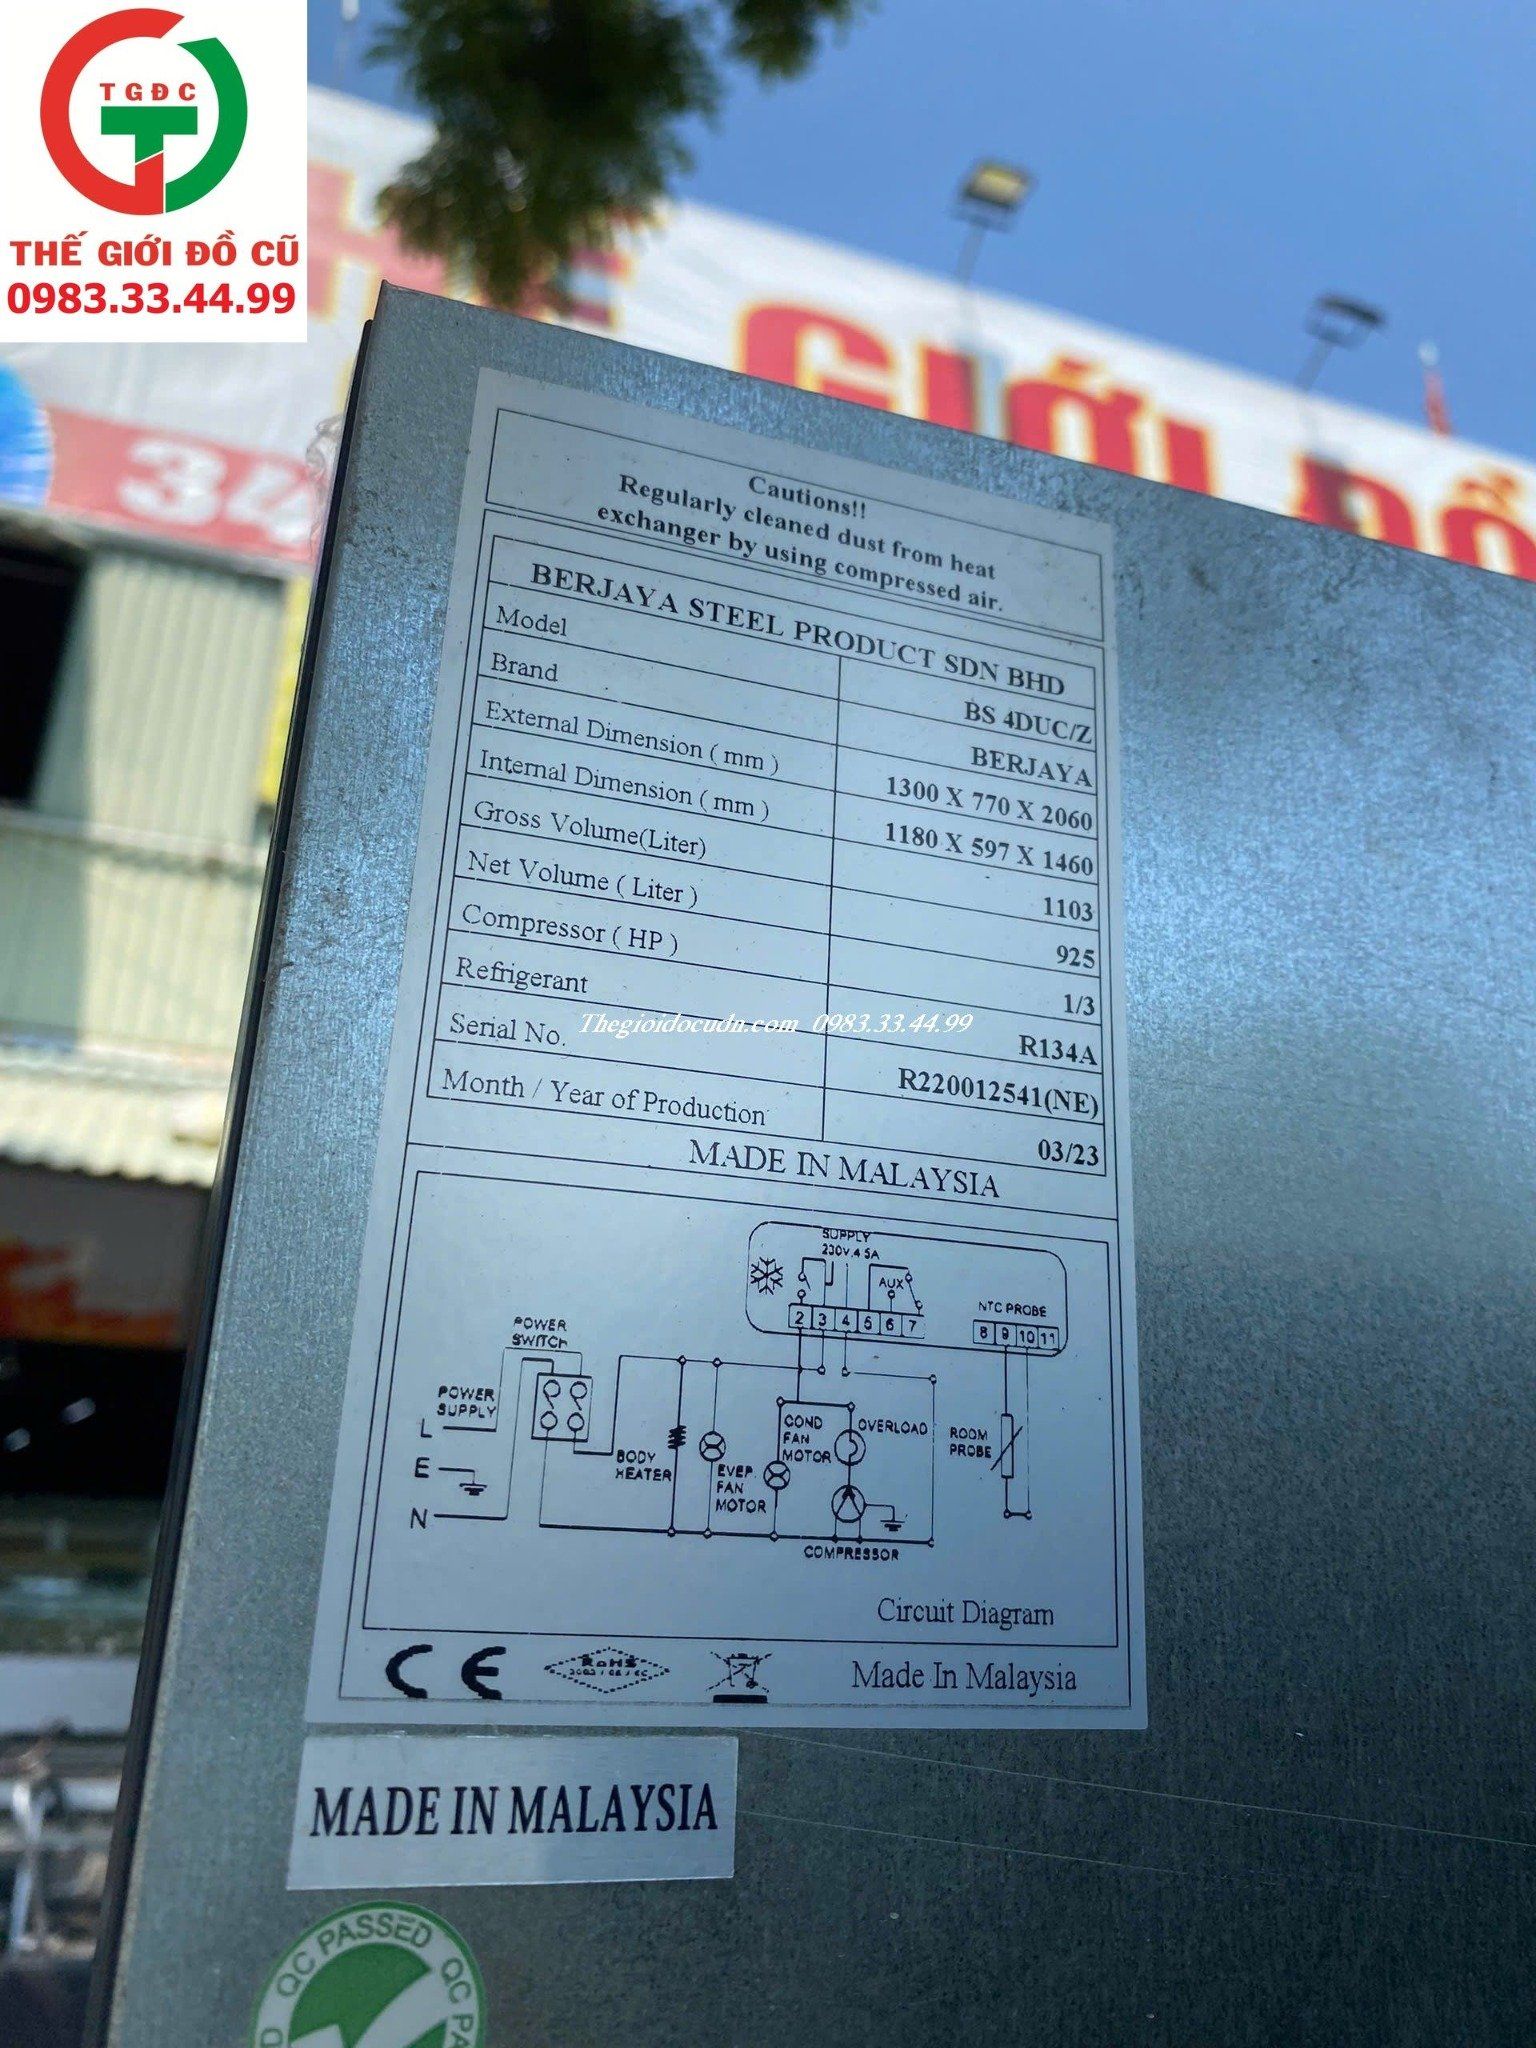 TGĐC
THẾ GIỚI ĐỒ CŨ
0983.33.44.99
GIỚI ĐỒ
34
Cautions!!
Regularly cleaned dust from heat
exchanger by using compressed air.
BERJAYA STEEL PRODUCT SDN BHD
Model BS 4DUC/Z
Brand BERJAYA
External Dimension ( mm ) 1300 X 770 X 2060
Internal Dimension ( mm ) 1180 X 597 X 1460
Gross Volume(Liter) 1103
Net Volume ( Liter ) 925
Compressor ( HP ) 1/3
Refrigerant R134A
Thegioidocudn.com 0983.33.44.99
Serial No. R220012541(NE)
Month / Year of Production 03/23
MADE IN MALAYSIA
SUPPLY
230V.4 5A
AUX
2 3 4 5 6 7
NTC PROBE
8 9 10 11
POWER
SWITCH
POWER
SUPPLY
L
E
N
BODY
HEATER
EVEP.
FAN
MOTOR
COND
FAN
MOTOR
OVERLOAD
ROOM
PROBE
COMPRESSOR
Circuit Diagram
CE
RoHS
Made In Malaysia
MADE IN MALAYSIA
QC PASSED